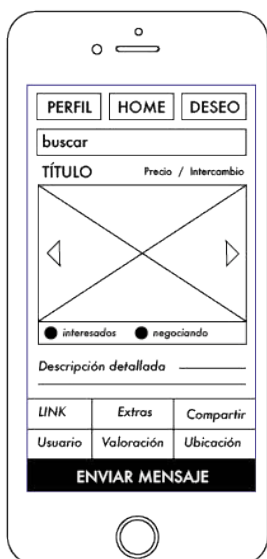 PERFIL HOME DESEO
buscar
TÍTULO Precio / Intercambio
interesados negociando
Descripción detallada
LINK Extras Compartir
Usuario Valoración Ubicación
ENVIAR MENSAJE